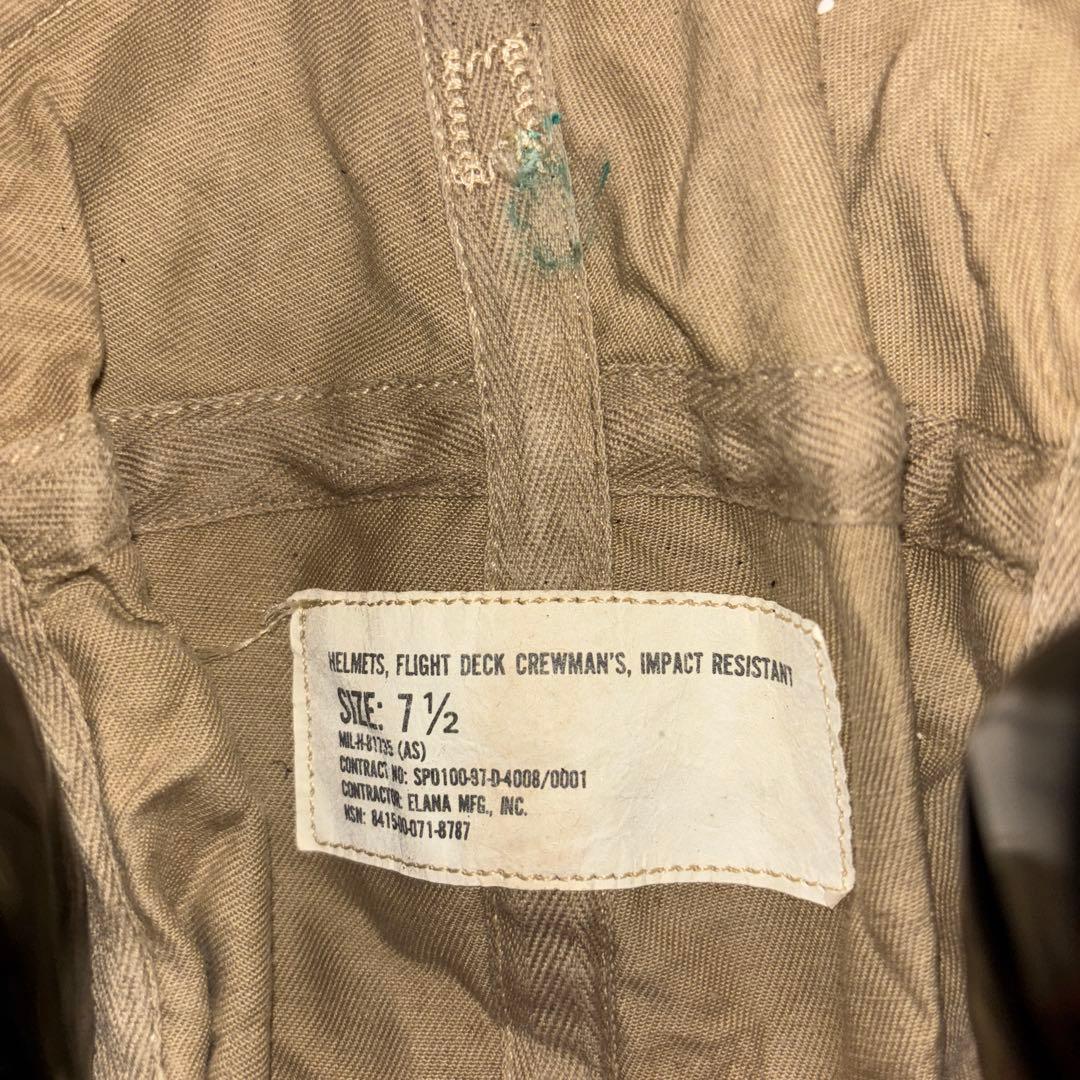 HELMETS, FLIGHT DECK CREWMAN'S, IMPACT RESISTANT
SIZE: 7 ½
MIL-H-81735 (AS)
CONTRACT NO: SPO100-97-D-4008/0001
CONTRACTOR: ELANA MFG., INC.
NSN: 8415-00-071-8787